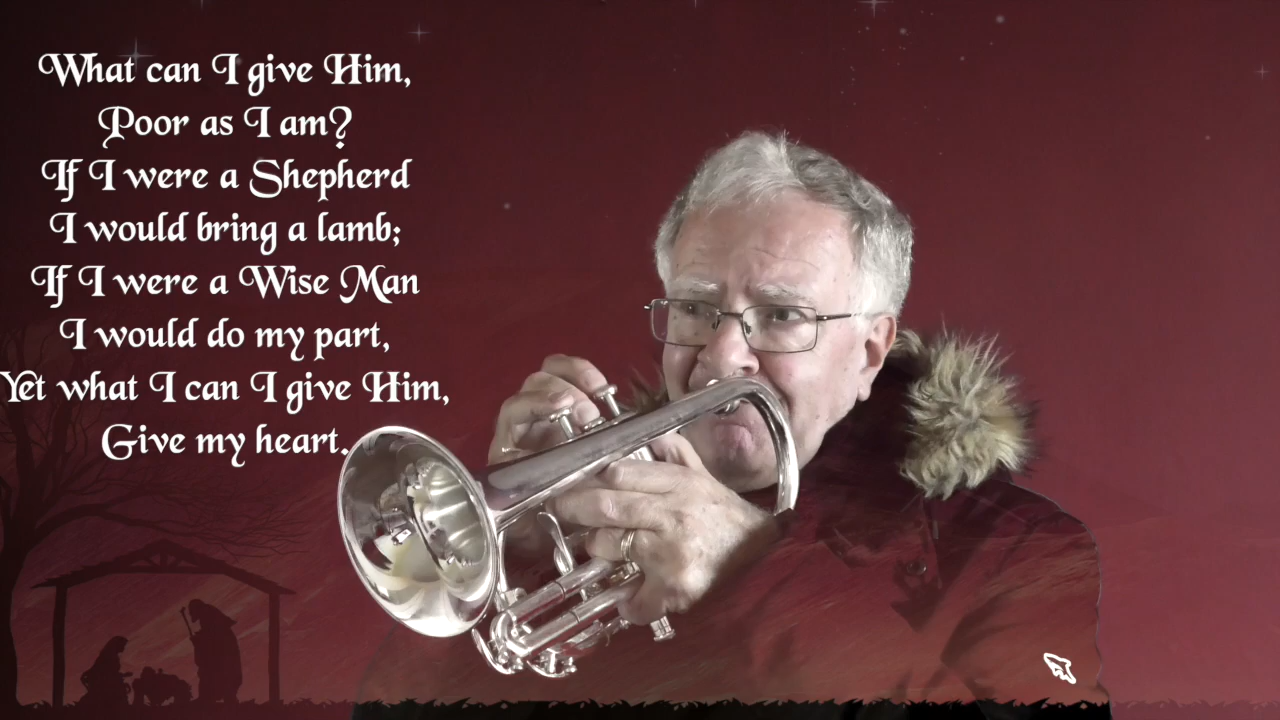 What can I give Him,
Poor as I am?
If I were a Shepherd
I would bring a lamb;
If I were a Wise Man
I would do my part,
Yet what I can I give Him,
Give my heart.